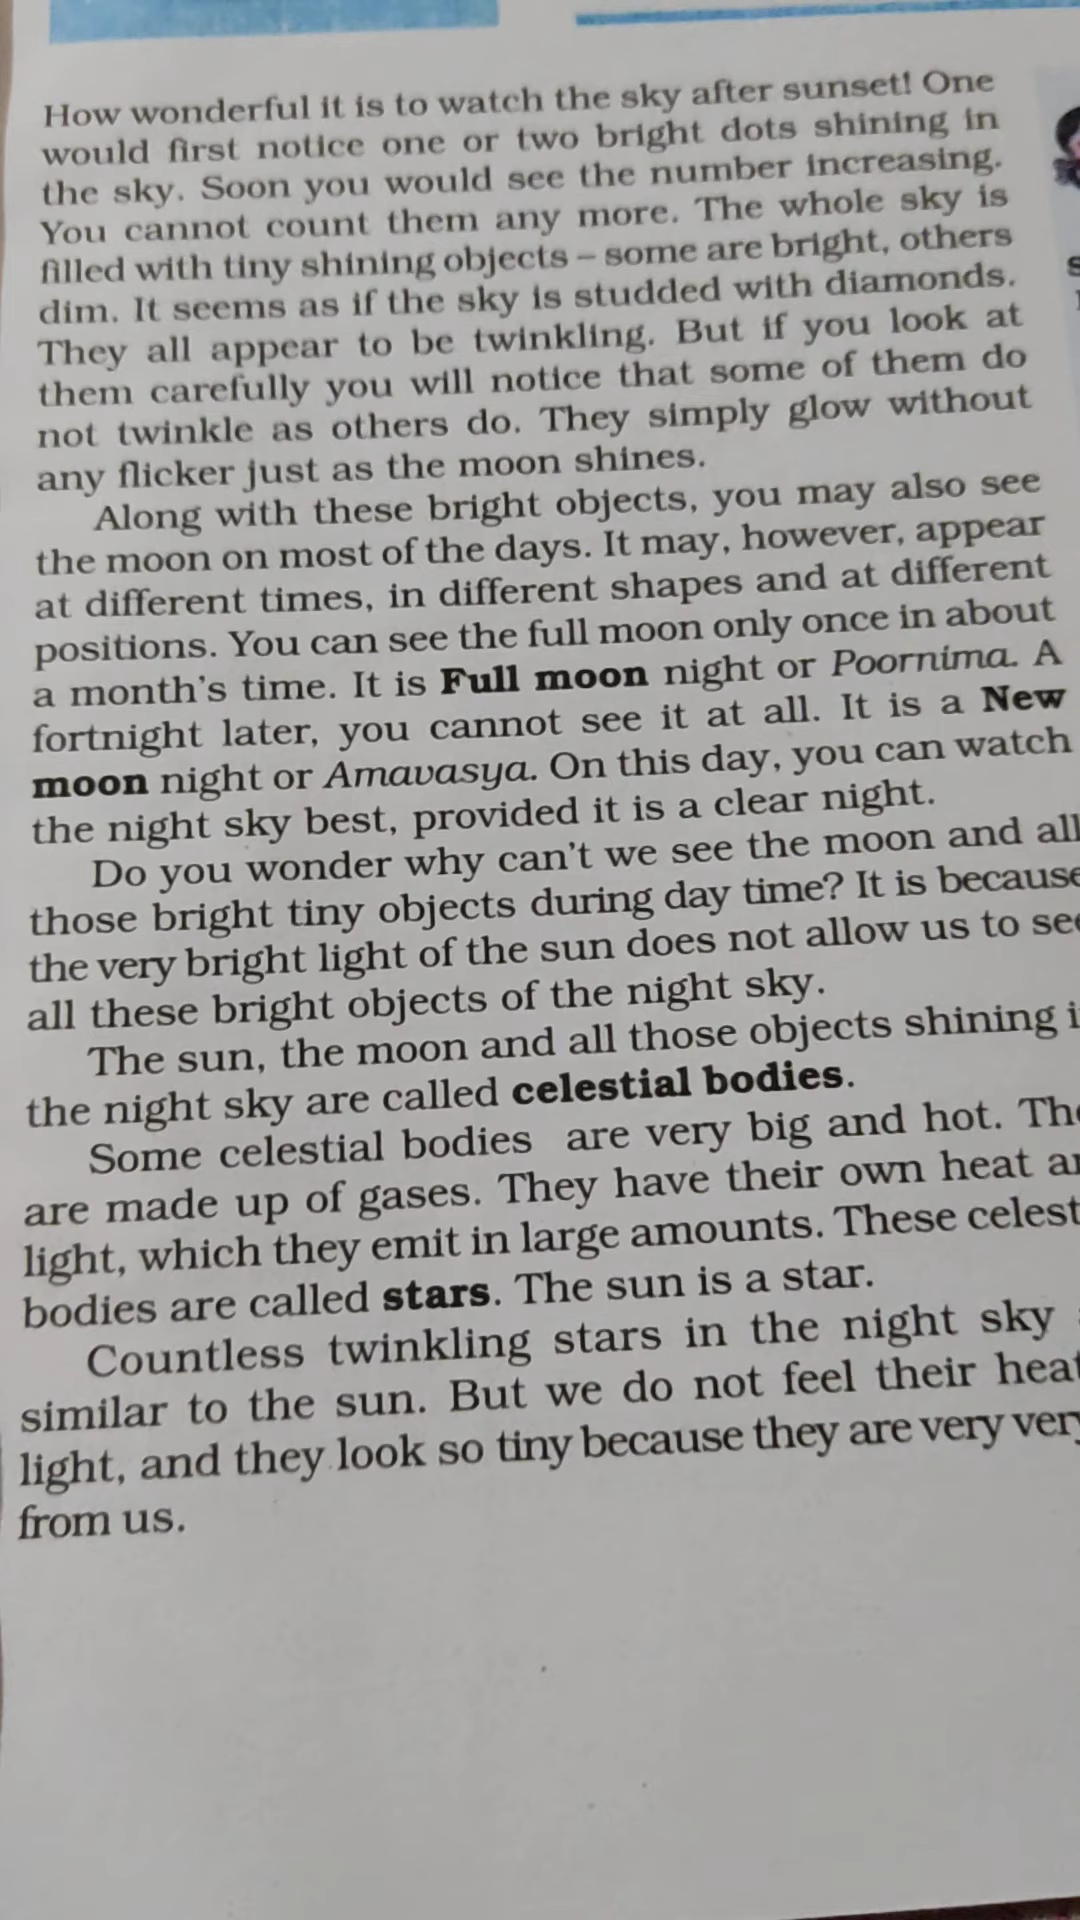 How wonderful it is to watch the sky after sunset! One
would first notice one or two bright dots shining in
the sky. Soon you would see the number increasing.
You cannot count them any more. The whole sky is
filled with tiny shining objects – some are bright, others
dim. It seems as if the sky is studded with diamonds.
They all appear to be twinkling. But if you look at
them carefully you will notice that some of them do
not twinkle as others do. They simply glow without
any flicker just as the moon shines.
Along with these bright objects, you may also see
the moon on most of the days. It may, however, appear
at different times, in different shapes and at different
positions. You can see the full moon only once in about
a month's time. It is Full moon night or Poornima. A
fortnight later, you cannot see it at all. It is a New
moon night or Amavasya. On this day, you can watch
the night sky best, provided it is a clear night.
Do you wonder why can't we see the moon and all
those bright tiny objects during day time? It is because
the very bright light of the sun does not allow us to see
all these bright objects of the night sky.
The sun, the moon and all those objects shining
the night sky are called celestial bodies.
Some celestial bodies are very big and hot.
are made up of gases. They have their own heat
light, which they emit in large amounts. These
bodies are called stars. The sun is a star.
Countless twinkling stars in the night sky
similar to the sun. But we do not feel their heat
light, and they look so tiny because they are very very
from us.